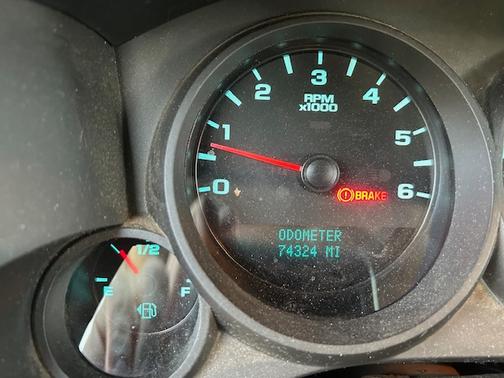 3
2
4
RPM
x1000
1
5
0
BRAKE
6
ODOMETER
74324 MI
1/2
E
F